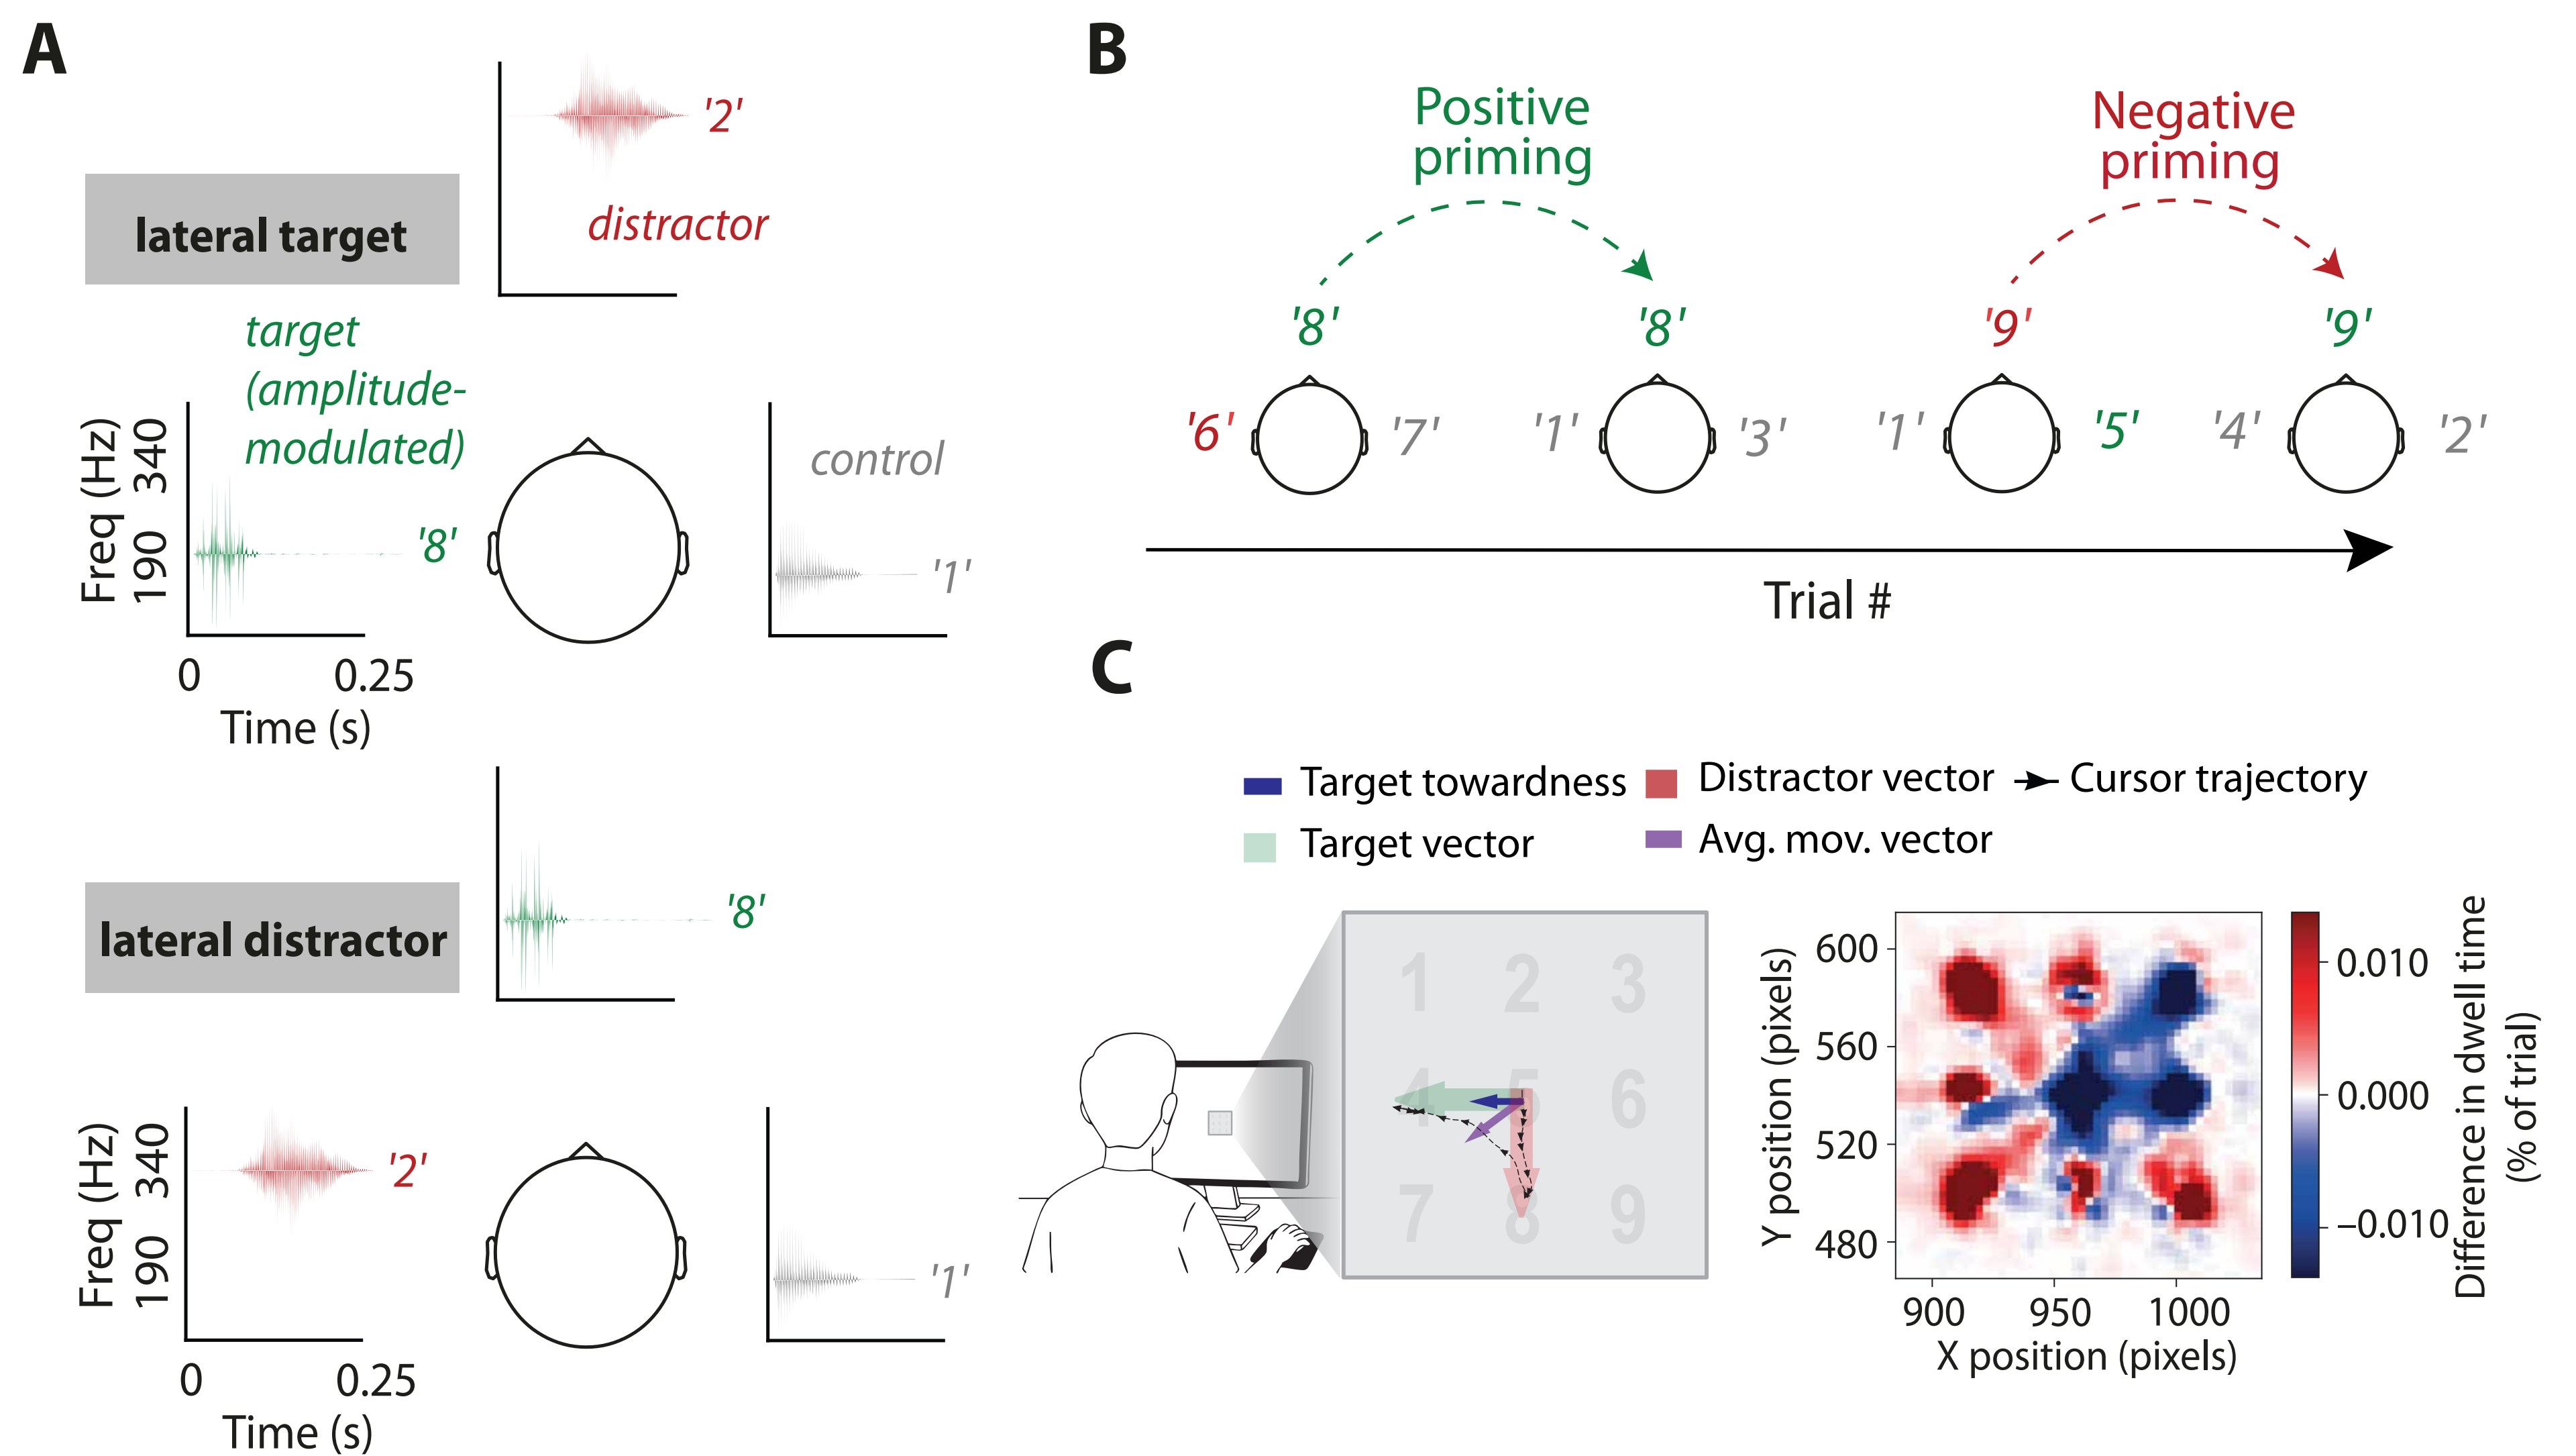 A
'2'
distractor
lateral target
target
(amplitude-
modulated)
control
Freq (Hz)
190 340
'8'
'1'
0 0.25
Time (s)
lateral distractor
'8'
'2'
Freq (Hz)
190 340
'1'
0 0.25
Time (s)
B
Positive
priming
Negative
priming
'8' '8' '9' '9'
'6' '7' '1' '3' '1' '5' '4' '2'
Trial #
C
Target towardness
Distractor vector
Cursor trajectory
Target vector
Avg. mov. vector
1 2 3
4 5 6
7 8 9
Y position (pixels)
600
560
520
480
900 950 1000
X position (pixels)
0.010
0.000
−0.010
Difference in dwell time
(% of trial)